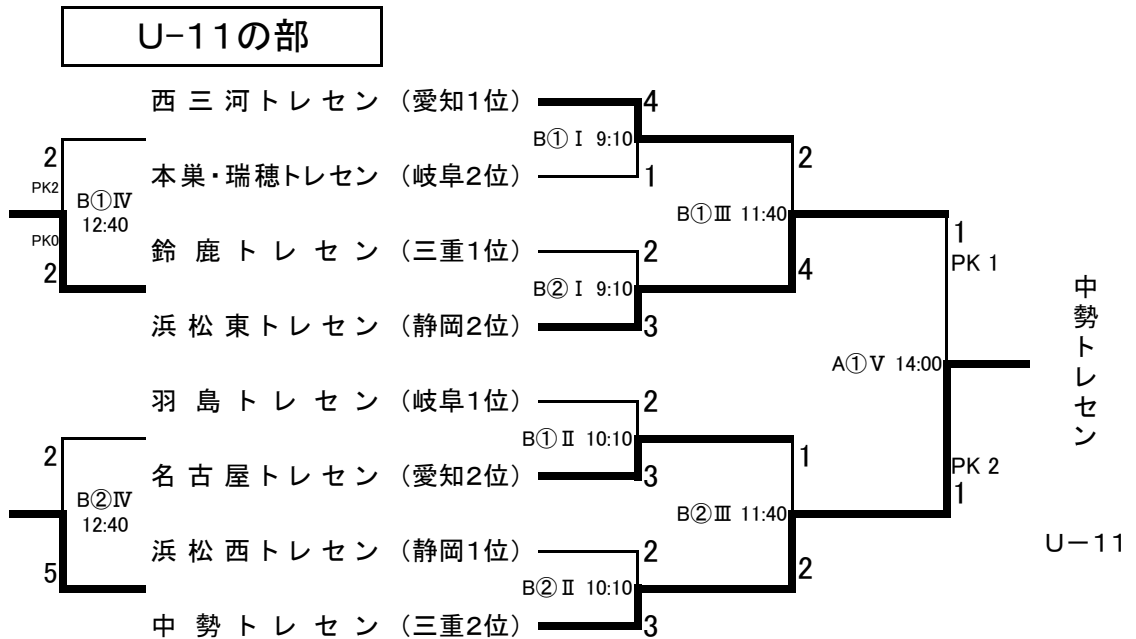 U-11の部
西三河トレセン (愛知1位) 4
B① Ⅰ 9:10
2 2
本巣・瑞穂トレセン (岐阜2位) 1
PK2
B①Ⅳ
12:40
B①Ⅲ 11:40
PK0
鈴鹿トレセン (三重1位) 2 1
PK 1
2 B② Ⅰ 9:10 4
浜松東トレセン (静岡2位) 3
A①Ⅴ 14:00
中勢トレセン
羽島トレセン (岐阜1位) 2
B① Ⅱ 10:10
2 1
名古屋トレセン (愛知2位) 3
PK 2
1
B②Ⅳ
12:40
B②Ⅲ 11:40
浜松西トレセン (静岡1位) 2
U-11
5 B② Ⅱ 10:10 2
中勢トレセン (三重2位) 3